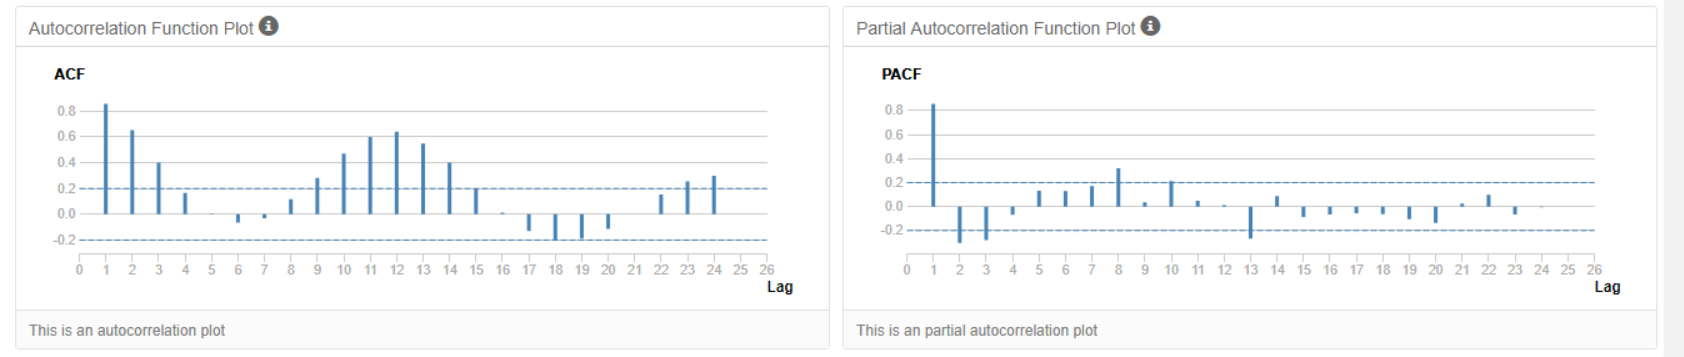 Autocorrelation Function Plot
ACF
0.8
0.6
0.4
0.2
0.0
-0.2
0 1 2 3 4 5 6 7 8 9 10 11 12 13 14 15 16 17 18 19 20 21 22 23 24 25 26
Lag
This is an autocorrelation plot
Partial Autocorrelation Function Plot
PACF
0.8
0.6
0.4
0.2
0.0
-0.2
0 1 2 3 4 5 6 7 8 9 10 11 12 13 14 15 16 17 18 19 20 21 22 23 24 25 26
Lag
This is an partial autocorrelation plot